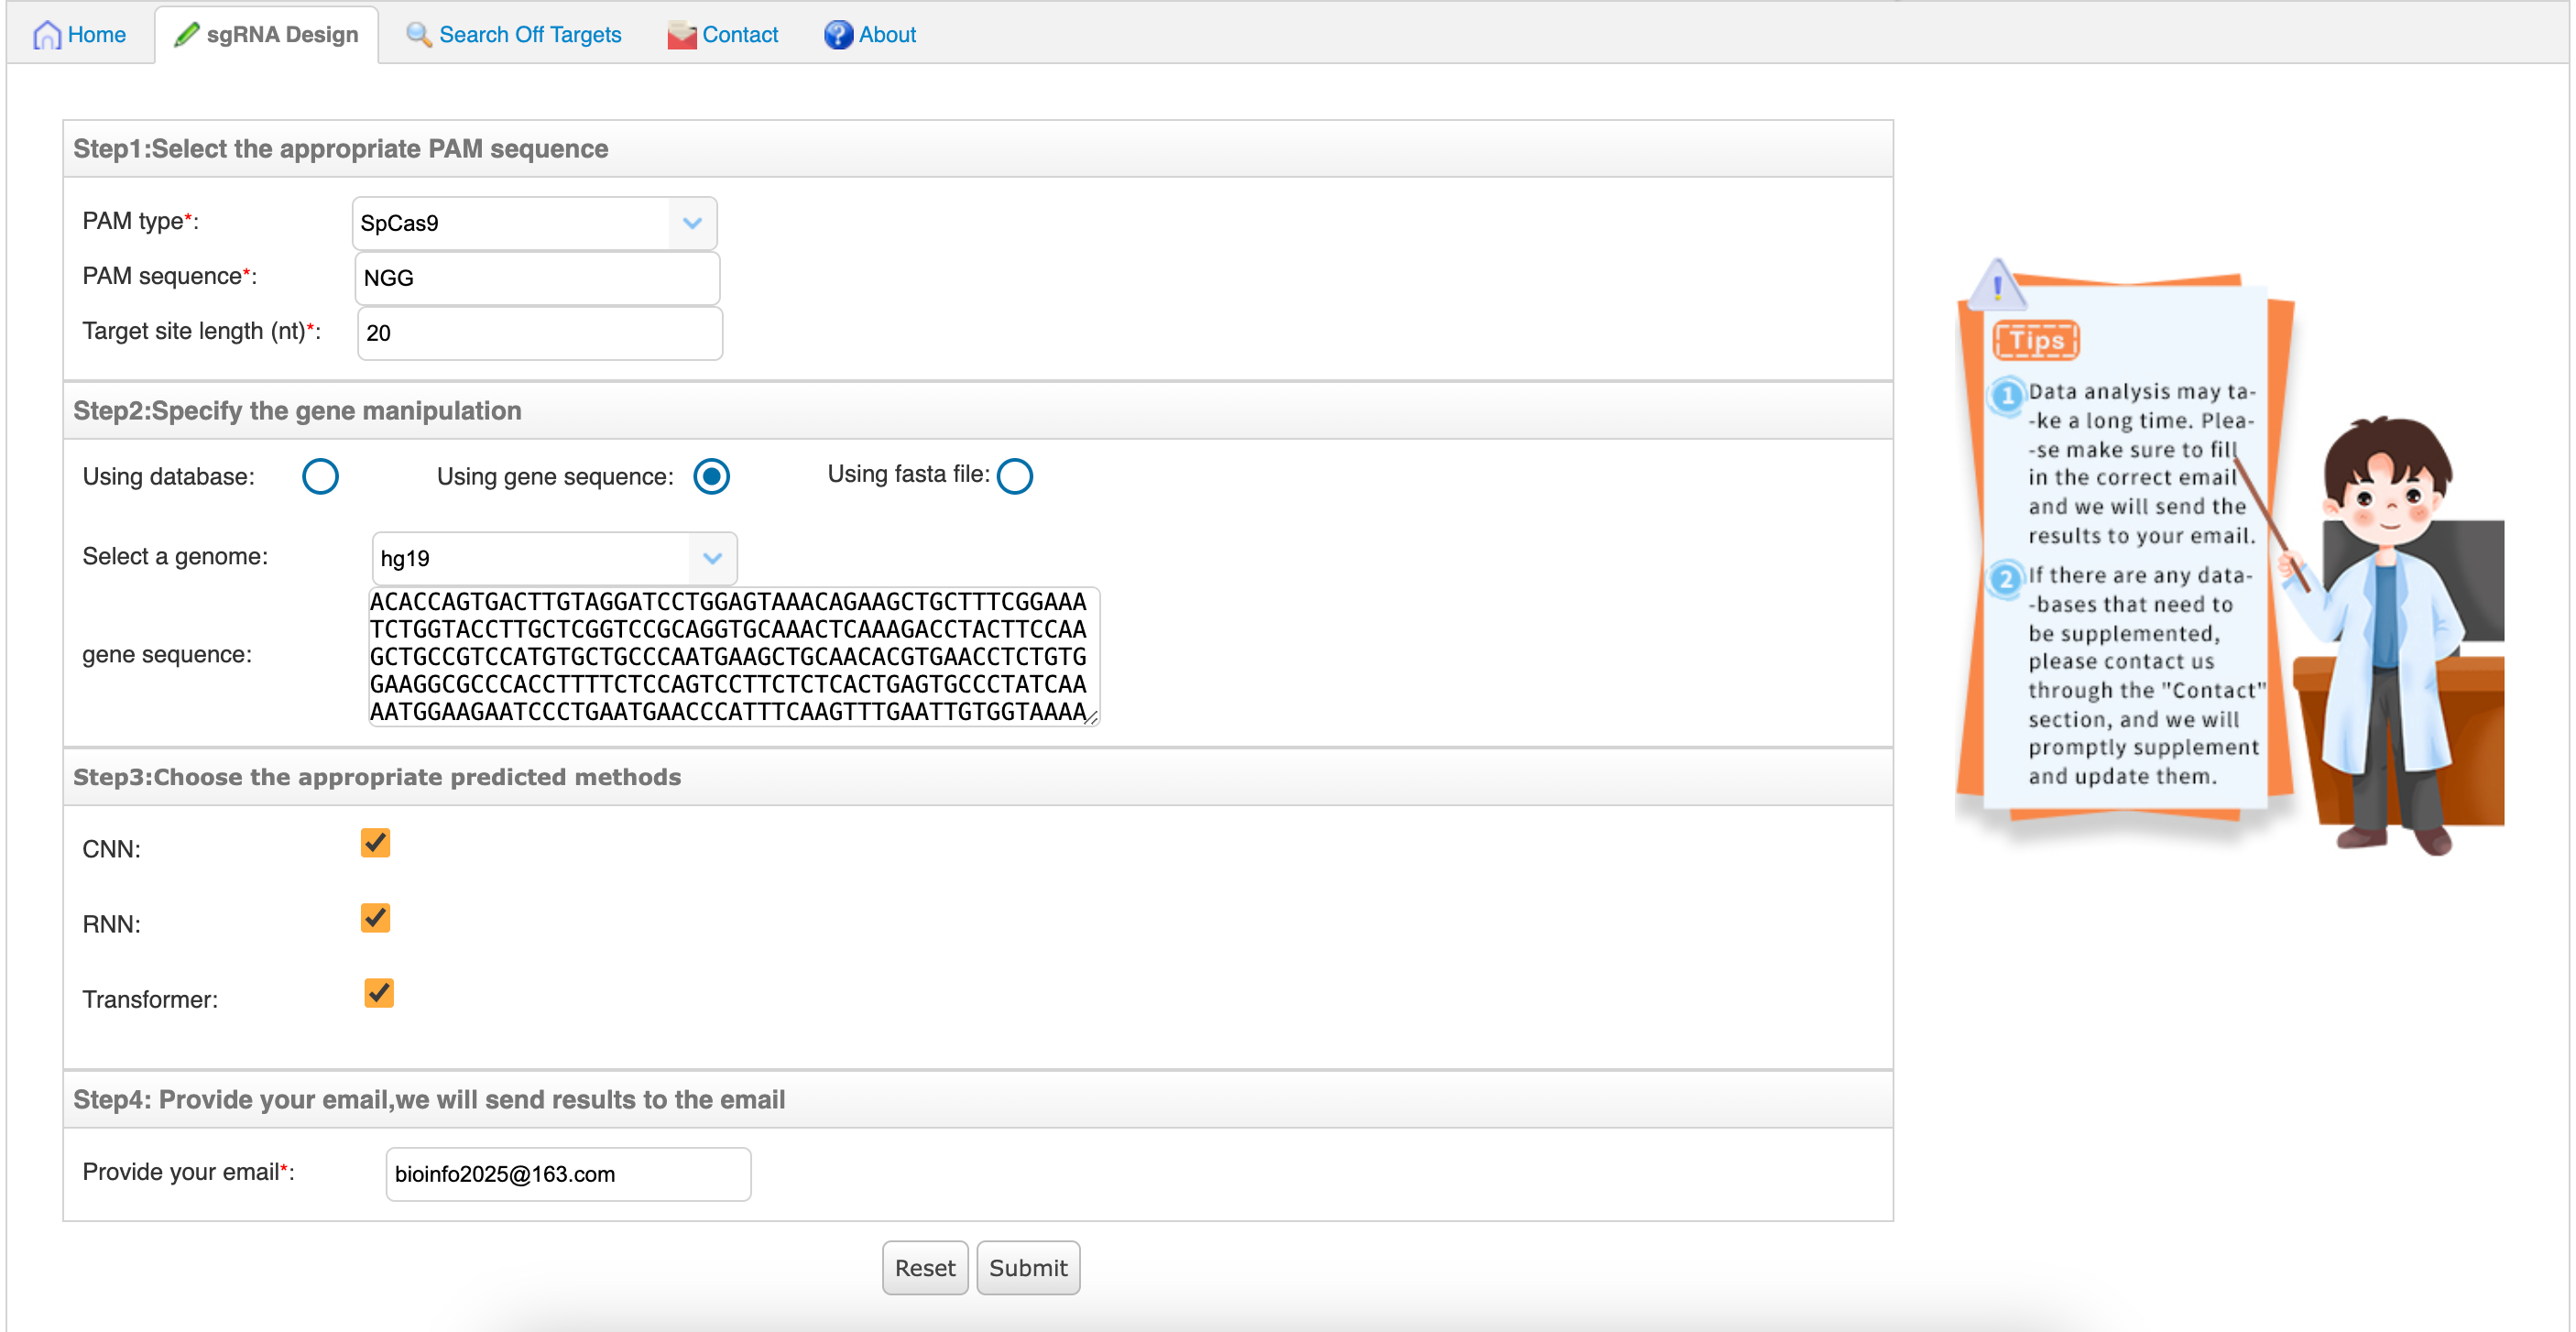 Home sgRNA Design Search Off Targets Contact About
Step1:Select the appropriate PAM sequence
PAM type*: SpCas9
PAM sequence*: NGG
Target site length (nt)*: 20
Step2:Specify the gene manipulation
Using database: Using gene sequence: Using fasta file:
Select a genome: hg19
gene sequence:
ACACCAGTGACTTGTAGGATCCTGGAGTAAACAGAAGCTGCTTTCGGAAA
TCTGGTACCTTGCTCGGTCCGCAGGTGCAAACTCAAAGACCTACTTCCAA
GCTGCCGTCCATGTGCTGCCCAATGAAGCTGCAACACGTGAACCTCTGTG
GAAGGCGCCCACCTTTTCTCCAGTCCTTCTCTCACTGAGTGCCCTATCAA
AATGGAAGAATCCCTGAATGAACCCATTTCAAGTTTGAATTGTGGTAAAA
Step3:Choose the appropriate predicted methods
CNN:
RNN:
Transformer:
Step4: Provide your email,we will send results to the email
Provide your email*: bioinfo2025@163.com
Reset Submit
!
Tips
1 Data analysis may ta-
-ke a long time. Plea-
-se make sure to fill
in the correct email
and we will send the
results to your email.
2 If there are any data-
-bases that need to
be supplemented,
please contact us
through the "Contact"
section, and we will
promptly supplement
and update them.